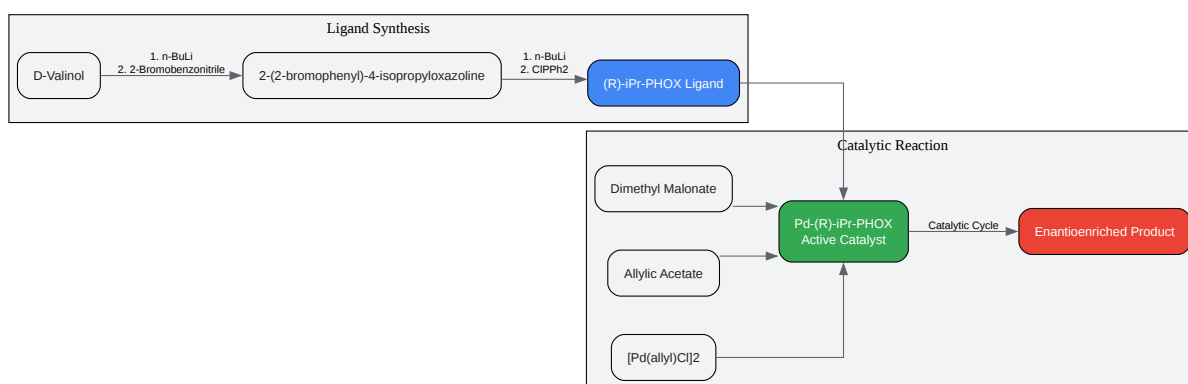 Ligand Synthesis
D-Valinol
1. n-BuLi
2. 2-Bromobenzonitrile
2-(2-bromophenyl)-4-isopropyloxazoline
1. n-BuLi
2. ClPPh2
(R)-iPr-PHOX Ligand
Catalytic Reaction
Dimethyl Malonate
Allylic Acetate
[Pd(allyl)Cl]2
Pd-(R)-iPr-PHOX
Active Catalyst
Catalytic Cycle
Enantioenriched Product